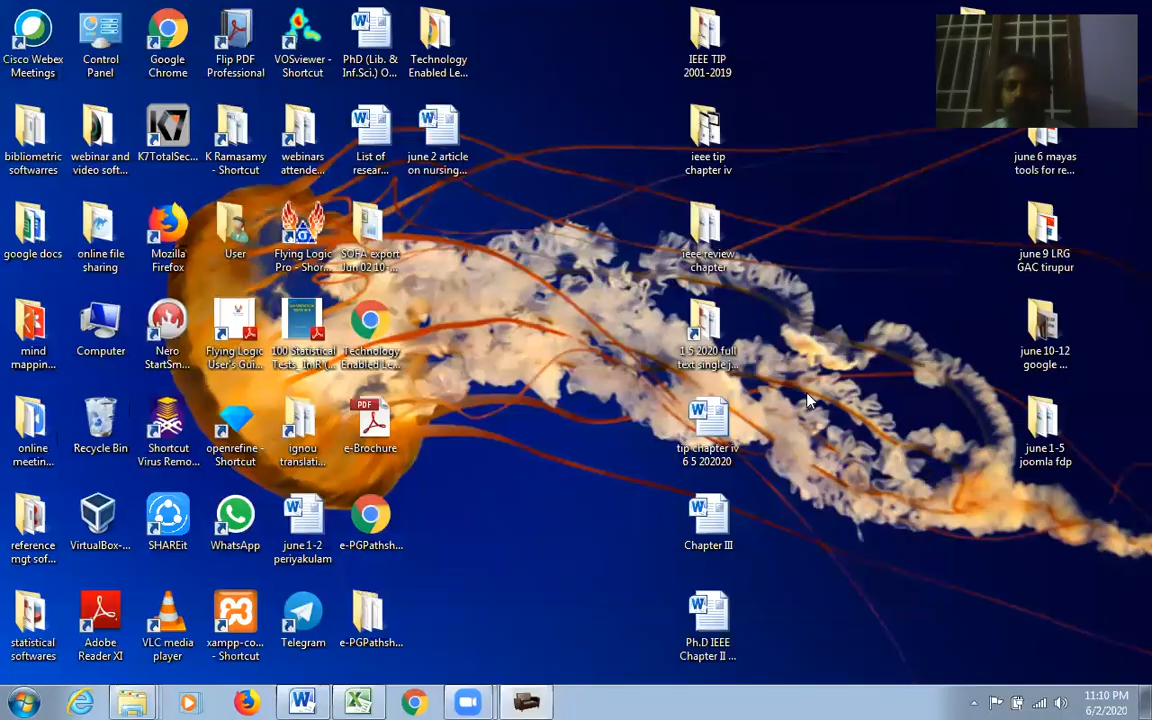 Cisco Webex
Meetings
Control
Panel
Google
Chrome
Flip PDF
Professional
VOSviewer -
Shortcut
PhD (Lib. &
Inf.Sci.) O...
Technology
Enabled Le...
IEEE TIP
2001-2019
bibliometric
softwarres
webinar and
video soft...
K7
K7TotalSec...
K Ramasamy
- Shortcut
webinars
attende...
List of
resear...
june 2 article
on nursing...
ieee tip
chapter iv
june 6 mayas
tools for re...
google docs
online file
sharing
Mozilla
Firefox
User
Flying Logic
Pro - Shor...
SOFA export
Jun 02 10-...
ieee review
chapter
june 9 LRG
GAC tirupur
mind
mappin...
Computer
Nero
StartSm...
Flying Logic
User's Gui...
100 Statistical
Tests_InR (...
Technology
Enabled Le...
1 5 2020 full
text single j...
june 10-12
google ...
online
meetin...
Recycle Bin
Shortcut
Virus Remo...
openrefine -
Shortcut
ignou
translati...
PDF
e-Brochure
tip chapter iv
6 5 202020
june 1-5
joomla fdp
reference
mgt sof...
VirtualBox-...
SHAREit
WhatsApp
june 1-2
periyakulam
e-PGPathsh...
Chapter III
statistical
softwares
Adobe
Reader XI
VLC media
player
xampp-co...
- Shortcut
Telegram
e-PGPathsh...
Ph.D IEEE
Chapter II ...
11:10 PM
6/2/2020